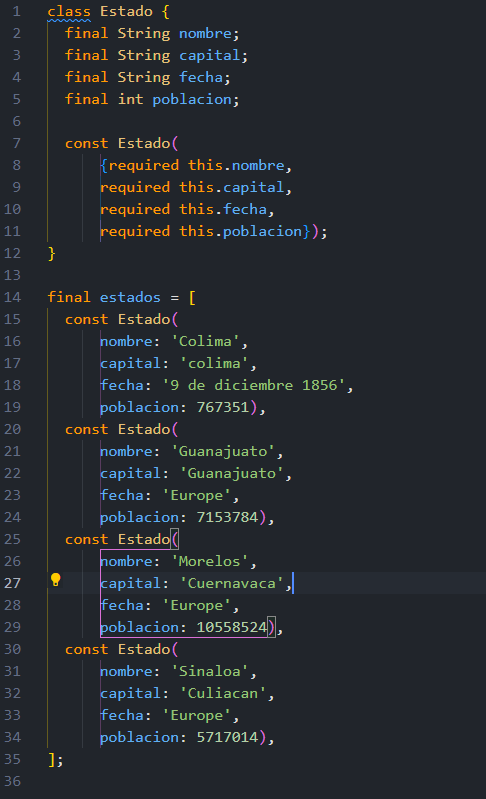 1 class Estado {
2   final String nombre;
3   final String capital;
4   final String fecha;
5   final int poblacion;
6
7   const Estado(
8       {required this.nombre,
9       required this.capital,
10       required this.fecha,
11       required this.poblacion});
12 }
13
14 final estados = [
15   const Estado(
16       nombre: 'Colima',
17       capital: 'colima',
18       fecha: '9 de diciembre 1856',
19       poblacion: 767351),
20   const Estado(
21       nombre: 'Guanajuato',
22       capital: 'Guanajuato',
23       fecha: 'Europe',
24       poblacion: 7153784),
25   const Estado(
26       nombre: 'Morelos',
27       capital: 'Cuernavaca',
28       fecha: 'Europe',
29       poblacion: 10558524),
30   const Estado(
31       nombre: 'Sinaloa',
32       capital: 'Culiacan',
33       fecha: 'Europe',
34       poblacion: 5717014),
35 ];
36